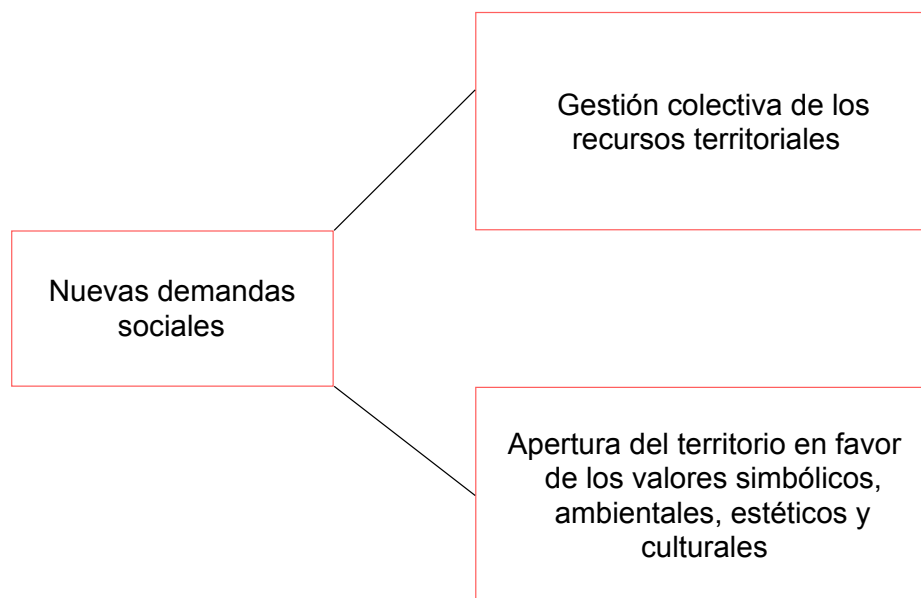 Gestión colectiva de los
recursos territoriales
Nuevas demandas
sociales
Apertura del territorio en favor
de los valores simbólicos,
ambientales, estéticos y
culturales